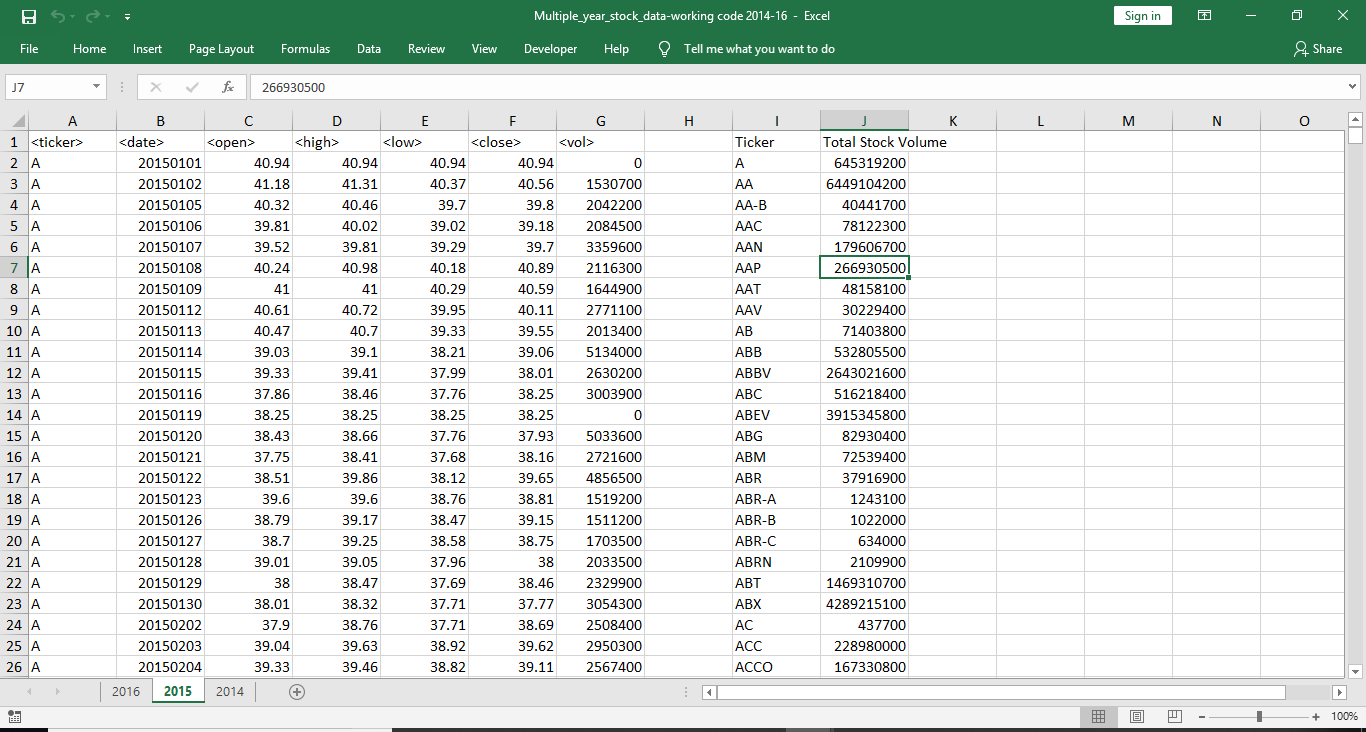 Multiple_year_stock_data-working code 2014-16 - Excel Sign in
File Home Insert Page Layout Formulas Data Review View Developer Help Tell me what you want to do Share
J7 fx 266930500
A B C D E F G H I J K L M N O
1 <ticker> <date> <open> <high> <low> <close> <vol> Ticker Total Stock Volume
2 A 20150101 40.94 40.94 40.94 40.94 0 A 645319200
3 A 20150102 41.18 41.31 40.37 40.56 1530700 AA 6449104200
4 A 20150105 40.32 40.46 39.7 39.8 2042200 AA-B 40441700
5 A 20150106 39.81 40.02 39.02 39.18 2084500 AAC 78122300
6 A 20150107 39.52 39.81 39.29 39.7 3359600 AAN 179606700
7 A 20150108 40.24 40.98 40.18 40.89 2116300 AAP 266930500
8 A 20150109 41 41 40.29 40.59 1644900 AAT 48158100
9 A 20150112 40.61 40.72 39.95 40.11 2771100 AAV 30229400
10 A 20150113 40.47 40.7 39.33 39.55 2013400 AB 71403800
11 A 20150114 39.03 39.1 38.21 39.06 5134000 ABB 532805500
12 A 20150115 39.33 39.41 37.99 38.01 2630200 ABBV 2643021600
13 A 20150116 37.86 38.46 37.76 38.25 3003900 ABC 516218400
14 A 20150119 38.25 38.25 38.25 38.25 0 ABEV 3915345800
15 A 20150120 38.43 38.66 37.76 37.93 5033600 ABG 82930400
16 A 20150121 37.75 38.41 37.68 38.16 2721600 ABM 72539400
17 A 20150122 38.51 39.86 38.12 39.65 4856500 ABR 37916900
18 A 20150123 39.6 39.6 38.76 38.81 1519200 ABR-A 1243100
19 A 20150126 38.79 39.17 38.47 39.15 1511200 ABR-B 1022000
20 A 20150127 38.7 39.25 38.58 38.75 1703500 ABR-C 634000
21 A 20150128 39.01 39.05 37.96 38 2033500 ABRN 2109900
22 A 20150129 38 38.47 37.69 38.46 2329900 ABT 1469310700
23 A 20150130 38.01 38.32 37.71 37.77 3054300 ABX 4289215100
24 A 20150202 37.9 38.76 37.71 38.69 2508400 AC 437700
25 A 20150203 39.04 39.63 38.92 39.62 2950300 ACC 228980000
26 A 20150204 39.33 39.46 38.82 39.11 2567400 ACCO 167330800
2016 2015 2014
100%